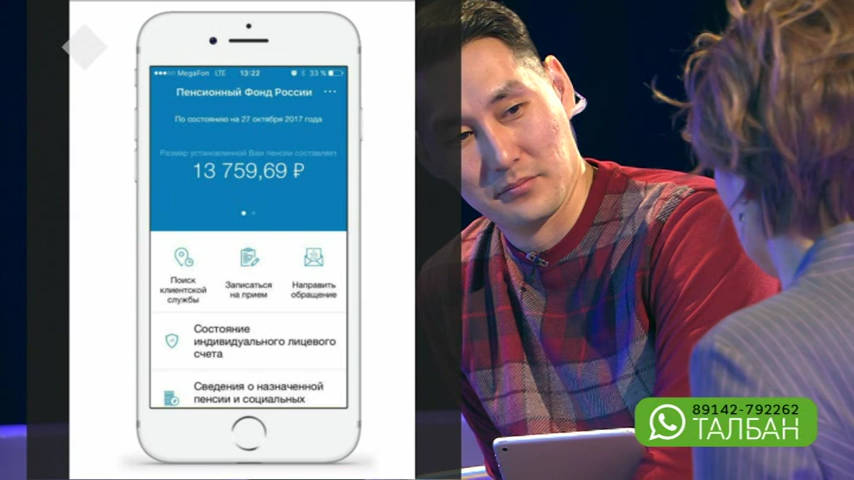 MegaFon LTE 13:22 33 %
Пенсионный Фонд России ···
По состоянию на 27 октября 2017 года
Размер установленной Вам пенсии составляет
13 759,69 ₽
Поиск
клиентской
службы
Записаться
на прием
Направить
обращение
Состояние
индивидуального лицевого
счета
Сведения о назначенной
пенсии и социальных
89142-792262
ТАЛБАН